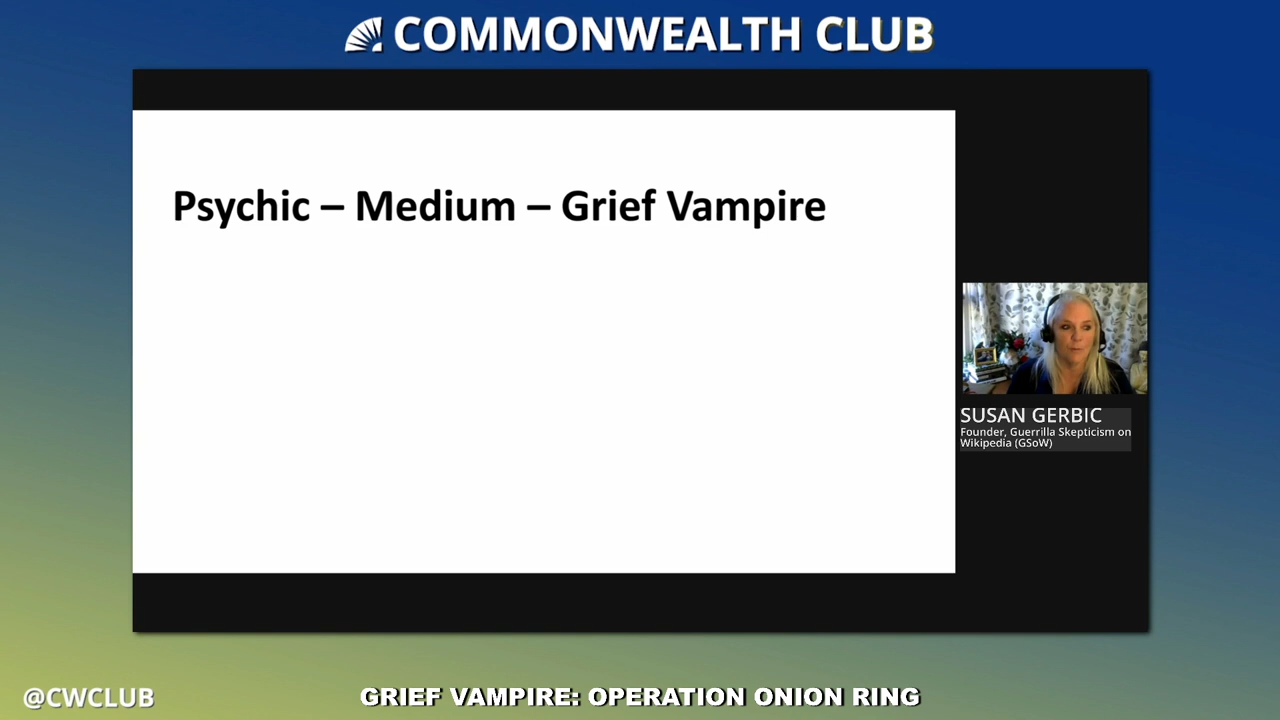 COMMONWEALTH CLUB
Psychic – Medium – Grief Vampire
SUSAN GERBIC
Founder, Guerrilla Skepticism on
Wikipedia (GSoW)
@CWCLUB
GRIEF VAMPIRE: OPERATION ONION RING